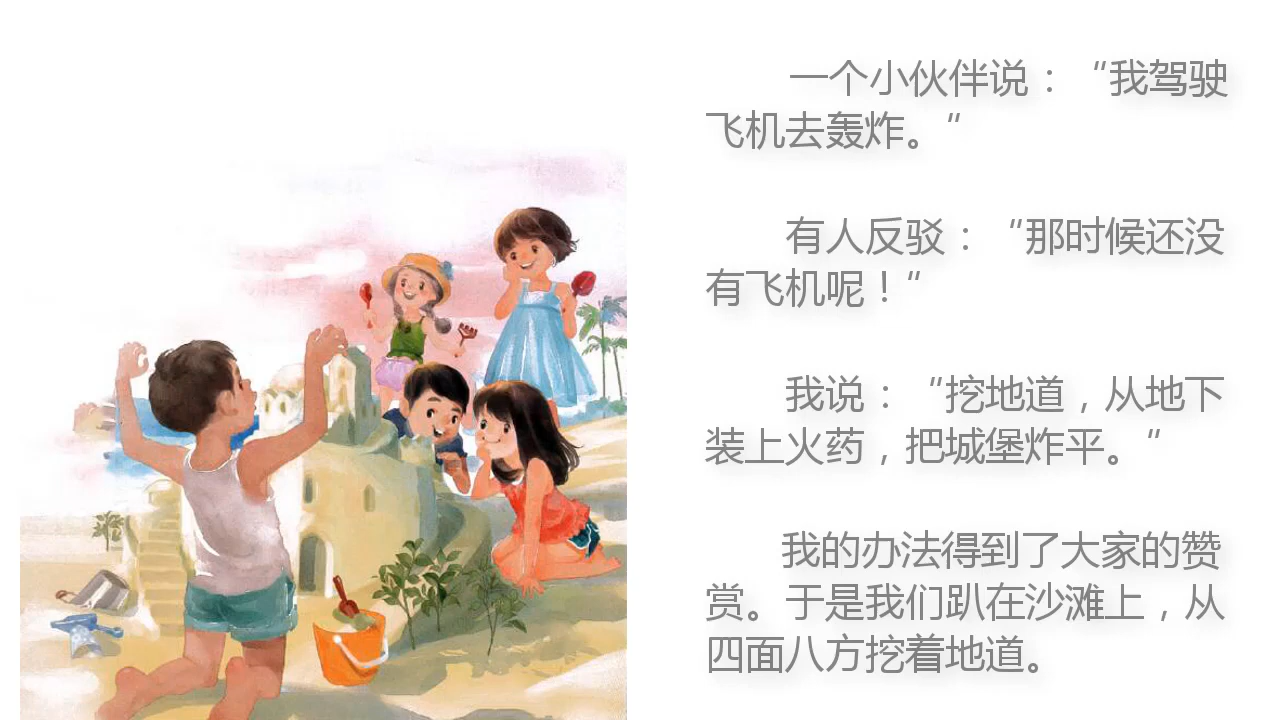 一个小伙伴说：“我驾驶
飞机去轰炸。”
有人反驳：“那时候还没
有飞机呢！”
我说：“挖地道，从地下
装上火药，把城堡炸平。”
我的办法得到了大家的赞
赏。于是我们趴在沙滩上，从
四面八方挖着地道。